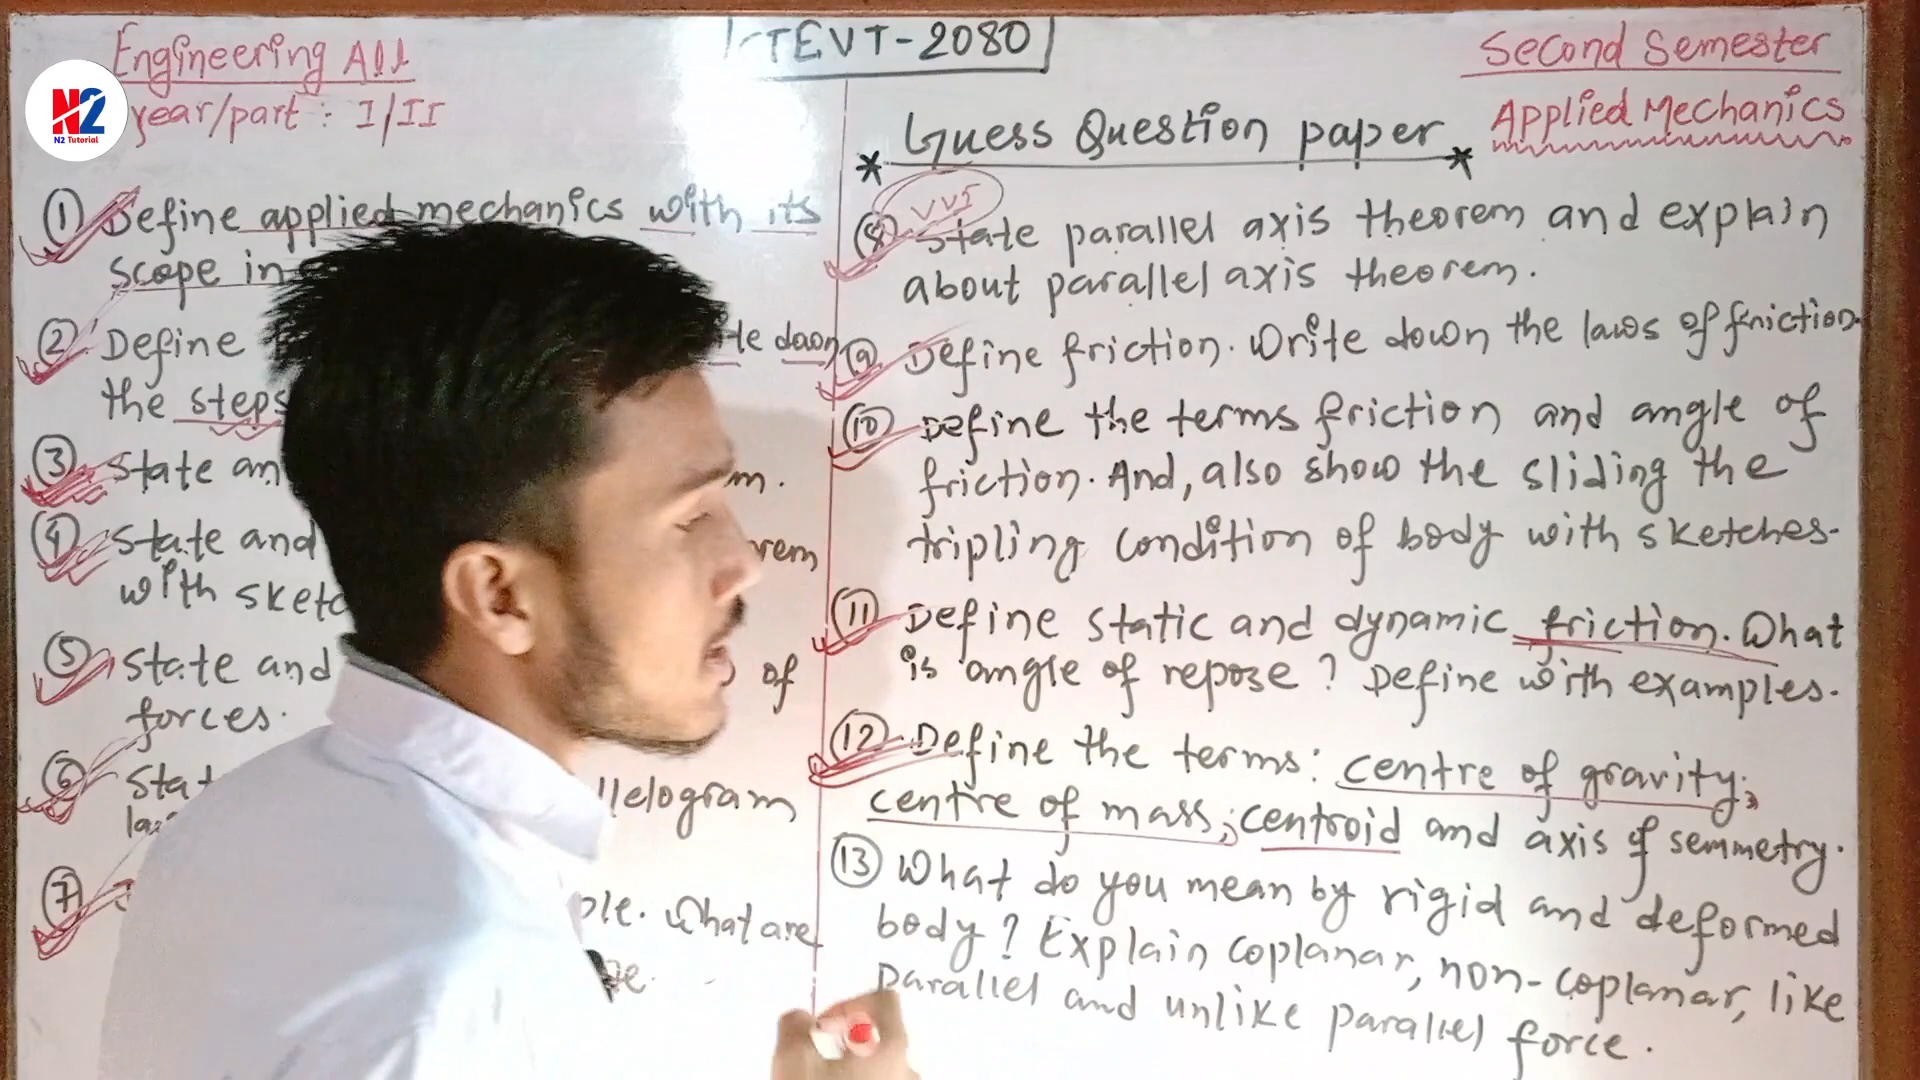 Engineering All
year/part : I/II
N2
N2 Tutorial
CTEVT-2080
Second Semester
Applied Mechanics
* Guess Question paper *
① Define applied mechanics with its
scope in
② Define down
the steps
③ State an
④ State and
with sketc
⑤ State and of
forces.
⑥ Stat llelogram
⑦ ple. What are
VVI
⑧ State parallel axis theorem and explain
about parallel axis theorem.
⑨ Define friction. Write down the laws of friction.
⑩ Define the terms friction and angle of
friction. And, also show the sliding the
tripling condition of body with sketches.
⑪ Define static and dynamic friction. What
is angle of repose ? Define with examples.
⑫ Define the terms: centre of gravity;
centre of mass; centroid and axis of semmetry.
⑬ What do you mean by rigid and deformed
body ? Explain coplanar, non-coplanar, like
parallel and unlike parallel force.